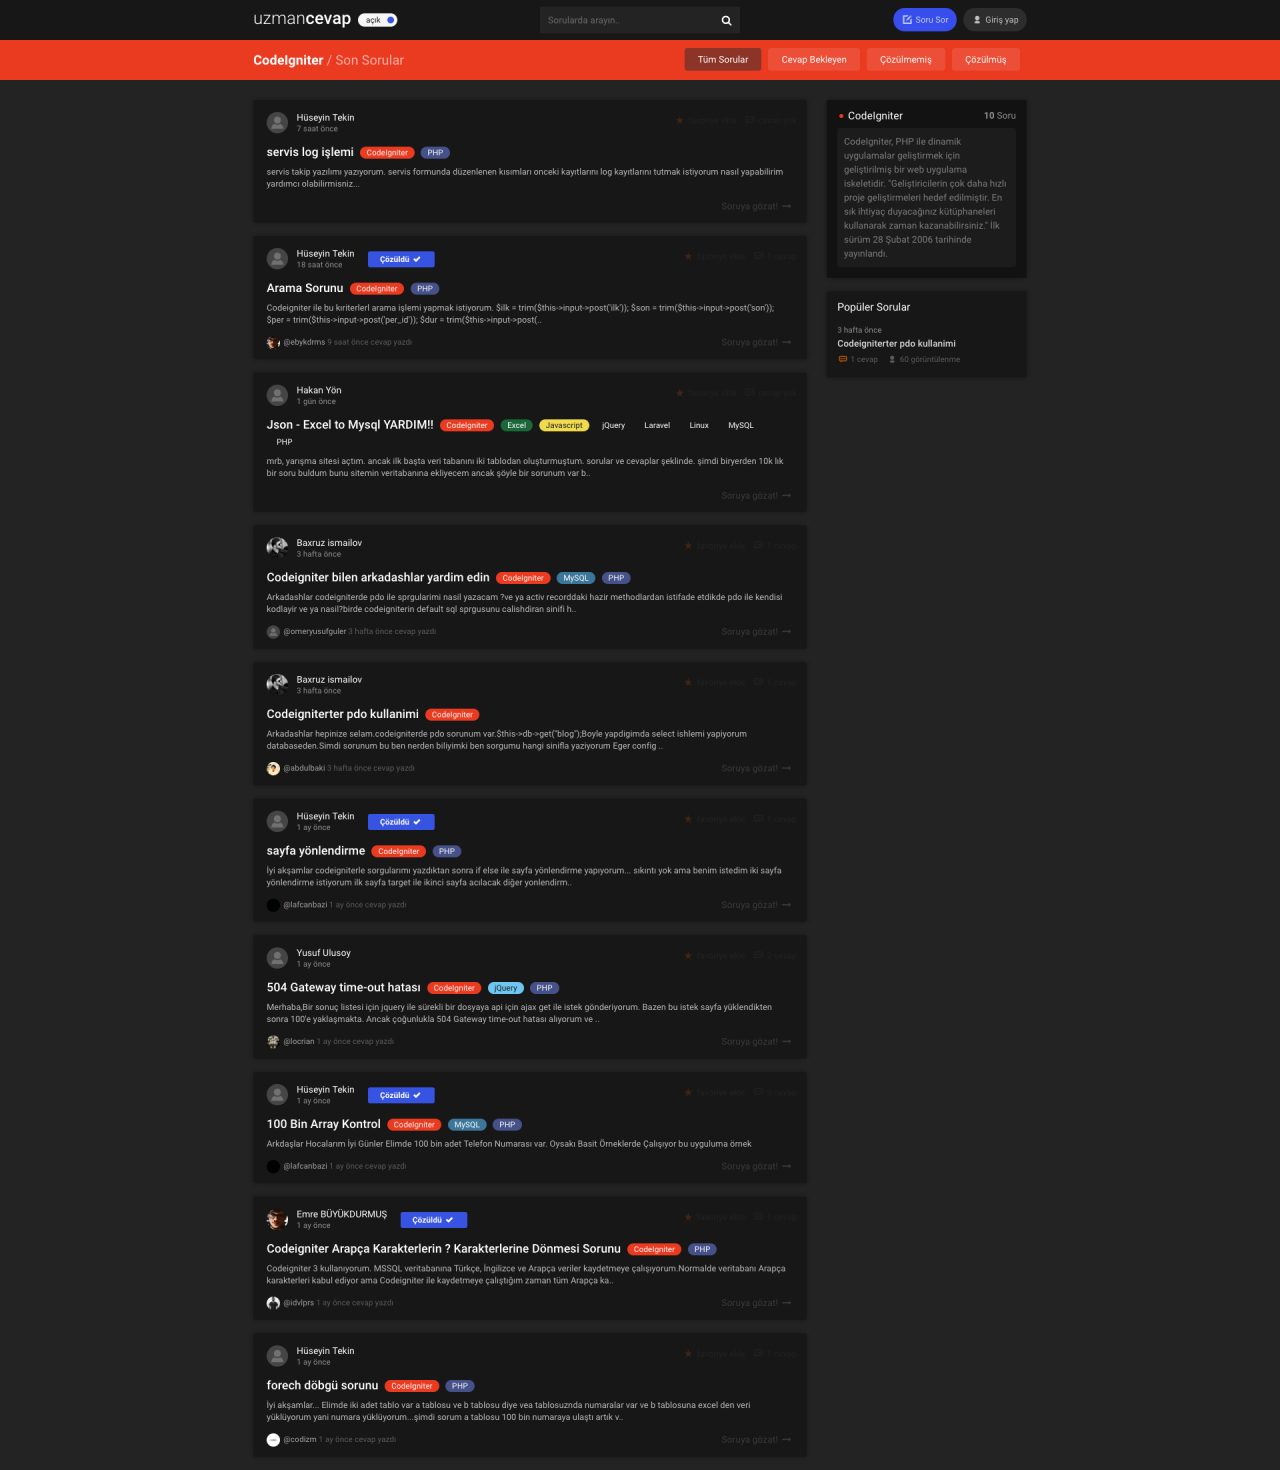 uzmancevap açık
Sorularda arayın..
Soru Sor
Giriş yap
CodeIgniter / Son Sorular
Tüm Sorular
Cevap Bekleyen
Çözülmemiş
Çözülmüş
Hüseyin Tekin
7 saat önce
servis log işlemi CodeIgniter PHP
servis takip yazılımı yazıyorum. servis formunda düzenlenen kısımları onceki kayıtlarını log kayıtlarını tutmak istiyorum nasıl yapabilirim
yardımcı olabilirmisniz...
Soruya gözat!
Hüseyin Tekin
18 saat önce
Çözüldü
Arama Sorunu CodeIgniter PHP
Codeigniter ile bu kriterlerl arama işlemi yapmak istiyorum. $ilk = trim($this->input->post('ilk')); $son = trim($this->input->post('son'));
$per = trim($this->input->post('per_id')); $dur = trim($this->input->post(..
@ebykdrms 9 saat önce cevap yazdı
Soruya gözat!
Hakan Yön
1 gün önce
Json - Excel to Mysql YARDIM!! CodeIgniter Excel Javascript jQuery Laravel Linux MySQL
PHP
mrb, yarışma sitesi açtım. ancak ilk başta veri tabanını iki tablodan oluşturmuştum. sorular ve cevaplar şeklinde. şimdi biryerden 10k lık
bir soru buldum bunu sitemin veritabanına ekliyecem ancak şöyle bir sorunum var b..
Soruya gözat!
Baxruz ismailov
3 hafta önce
Codeigniter bilen arkadashlar yardim edin CodeIgniter MySQL PHP
Arkadashlar codeigniterde pdo ile sprgularimi nasil yazacam ?ve ya activ recorddaki hazir methodlardan istifade etdikde pdo ile kendisi
kodlayir ve ya nasil?birde codeigniterin default sql sprgusunu calishdiran sinifi h..
@omeryusufguler 3 hafta önce cevap yazdı
Soruya gözat!
Baxruz ismailov
3 hafta önce
Codeigniterter pdo kullanimi CodeIgniter
Arkadashlar hepinize selam.codeigniterde pdo sorunum var.$this->db->get("blog");Boyle yapdigimda select ishlemi yapiyorum
databaseden.Simdi sorunum bu ben nerden biliyimki ben sorgumu hangi sinifla yaziyorum Eger config ..
@abdulbaki 3 hafta önce cevap yazdı
Soruya gözat!
Hüseyin Tekin
1 ay önce
Çözüldü
sayfa yönlendirme CodeIgniter PHP
İyi akşamlar codeigniterle sorgularımı yazdıktan sonra if else ile sayfa yönlendirme yapıyorum... sıkıntı yok ama benim istedim iki sayfa
yönlendirme istiyorum ilk sayfa target ile ikinci sayfa acılacak diğer yonlendirm..
@lafcanbazi 1 ay önce cevap yazdı
Soruya gözat!
Yusuf Ulusoy
1 ay önce
504 Gateway time-out hatası CodeIgniter jQuery PHP
Merhaba,Bir sonuç listesi için jquery ile sürekli bir dosyaya api için ajax get ile istek gönderiyorum. Bazen bu istek sayfa yüklendikten
sonra 100'e yaklaşmakta. Ancak çoğunlukla 504 Gateway time-out hatası alıyorum ve ..
@locrian 1 ay önce cevap yazdı
Soruya gözat!
Hüseyin Tekin
1 ay önce
Çözüldü
100 Bin Array Kontrol CodeIgniter MySQL PHP
Arkdaşlar Hocalarım İyi Günler Elimde 100 bin adet Telefon Numarası var. Oysakı Basit Örneklerde Çalışıyor bu uyguluma örnek
@lafcanbazi 1 ay önce cevap yazdı
Soruya gözat!
Emre BÜYÜKDURMUŞ
1 ay önce
Çözüldü
Codeigniter Arapça Karakterlerin ? Karakterlerine Dönmesi Sorunu CodeIgniter PHP
Codeigniter 3 kullanıyorum. MSSQL veritabanına Türkçe, İngilizce ve Arapça veriler kaydetmeye çalışıyorum.Normalde veritabanı Arapça
karakterleri kabul ediyor ama Codeigniter ile kaydetmeye çalıştığım zaman tüm Arapça ka..
@idvlprs 1 ay önce cevap yazdı
Soruya gözat!
Hüseyin Tekin
1 ay önce
forech döbgü sorunu CodeIgniter PHP
İyi akşamlar... Elimde iki adet tablo var a tablosu ve b tablosu diye vea tablosuznda numaralar var ve b tablosuna excel den veri
yüklüyorum yani numara yüklüyorum...şimdi sorum a tablosu 100 bin numaraya ulaştı artık v..
@codizm 1 ay önce cevap yazdı
Soruya gözat!
CodeIgniter
10 Soru
CodeIgniter, PHP ile dinamik
uygulamalar geliştirmek için
geliştirilmiş bir web uygulama
iskeletidir. "Geliştiricilerin çok daha hızlı
proje geliştirmeleri hedef edilmiştir. En
sık ihtiyaç duyacağınız kütüphaneleri
kullanarak zaman kazanabilirsiniz." İlk
sürüm 28 Şubat 2006 tarihinde
yayınlandı.
Popüler Sorular
3 hafta önce
Codeigniterter pdo kullanimi
1 cevap 60 görüntülenme